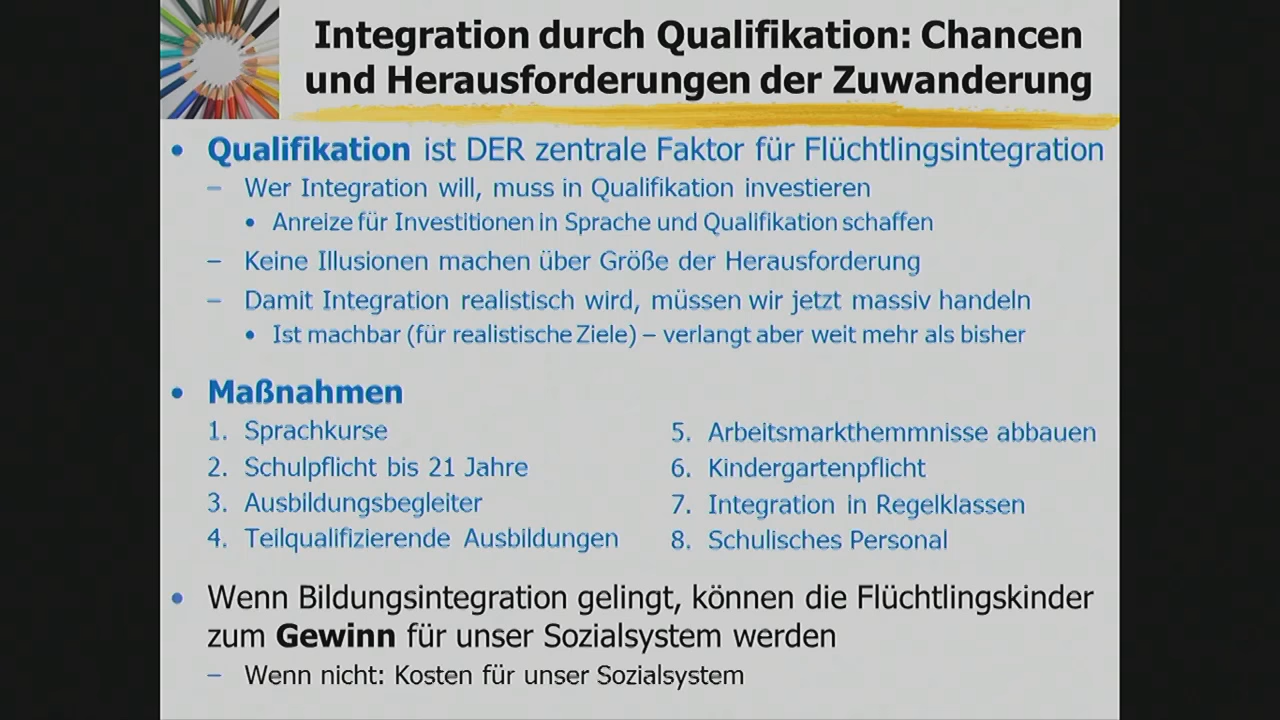 Integration durch Qualifikation: Chancen
und Herausforderungen der Zuwanderung
• Qualifikation ist DER zentrale Faktor für Flüchtlingsintegration
– Wer Integration will, muss in Qualifikation investieren
• Anreize für Investitionen in Sprache und Qualifikation schaffen
– Keine Illusionen machen über Größe der Herausforderung
– Damit Integration realistisch wird, müssen wir jetzt massiv handeln
• Ist machbar (für realistische Ziele) – verlangt aber weit mehr als bisher
• Maßnahmen
1. Sprachkurse
2. Schulpflicht bis 21 Jahre
3. Ausbildungsbegleiter
4. Teilqualifizierende Ausbildungen
5. Arbeitsmarkthemmnisse abbauen
6. Kindergartenpflicht
7. Integration in Regelklassen
8. Schulisches Personal
• Wenn Bildungsintegration gelingt, können die Flüchtlingskinder
zum Gewinn für unser Sozialsystem werden
– Wenn nicht: Kosten für unser Sozialsystem